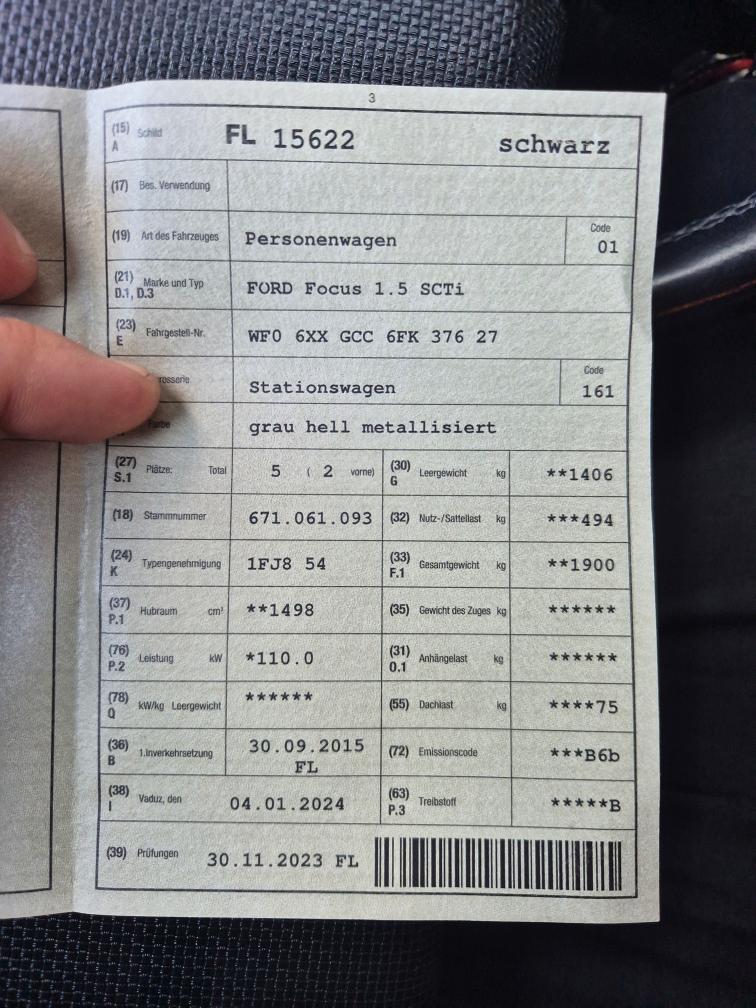 3
(15) Schild FL 15622 schwarz
A
(17) Bes. Verwendung
(19) Art des Fahrzeuges Personenwagen Code 01
(21) Marke und Typ FORD Focus 1.5 SCTi
D.1, D.3
(23) Fahrgestell-Nr. WF0 6XX GCC 6FK 376 27
E
rosserie Stationswagen Code 161
Farbe grau hell metallisiert
(27) Plätze: Total 5 ( 2 vorne) (30) Leergewicht kg **1406
S.1 G
(18) Stammnummer 671.061.093 (32) Nutz-/Sattellast kg ***494
(24) Typengenehmigung 1FJ8 54 (33) Gesamtgewicht kg **1900
K F.1
(37) Hubraum cm³ **1498 (35) Gewicht des Zuges kg ******
P.1
(76) Leistung kW *110.0 (31) Anhängelast kg ******
P.2 O.1
(78) kW/kg Leergewicht ****** (55) Dachlast kg ****75
Q
(36) 1.Inverkehrsetzung 30.09.2015 (72) Emissionscode ***B6b
B FL
(38) Vaduz, den 04.01.2024 (63) Treibstoff *****B
I P.3
(39) Prüfungen 30.11.2023 FL